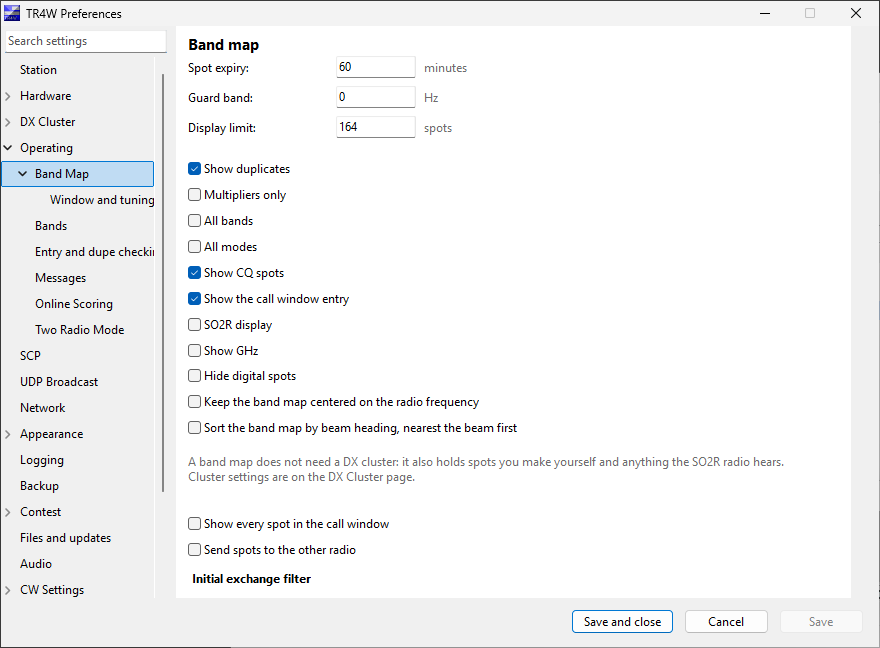 TR4W Preferences
Search settings
Station
Hardware
DX Cluster
Operating
Band Map
Window and tuning
Bands
Entry and dupe checkin
Messages
Online Scoring
Two Radio Mode
SCP
UDP Broadcast
Network
Appearance
Logging
Backup
Contest
Files and updates
Audio
CW Settings
Band map
Spot expiry: 60 minutes
Guard band: 0 Hz
Display limit: 164 spots
Show duplicates
Multipliers only
All bands
All modes
Show CQ spots
Show the call window entry
SO2R display
Show GHz
Hide digital spots
Keep the band map centered on the radio frequency
Sort the band map by beam heading, nearest the beam first
A band map does not need a DX cluster: it also holds spots you make yourself and anything the SO2R radio hears.
Cluster settings are on the DX Cluster page.
Show every spot in the call window
Send spots to the other radio
Initial exchange filter
Save and close Cancel Save